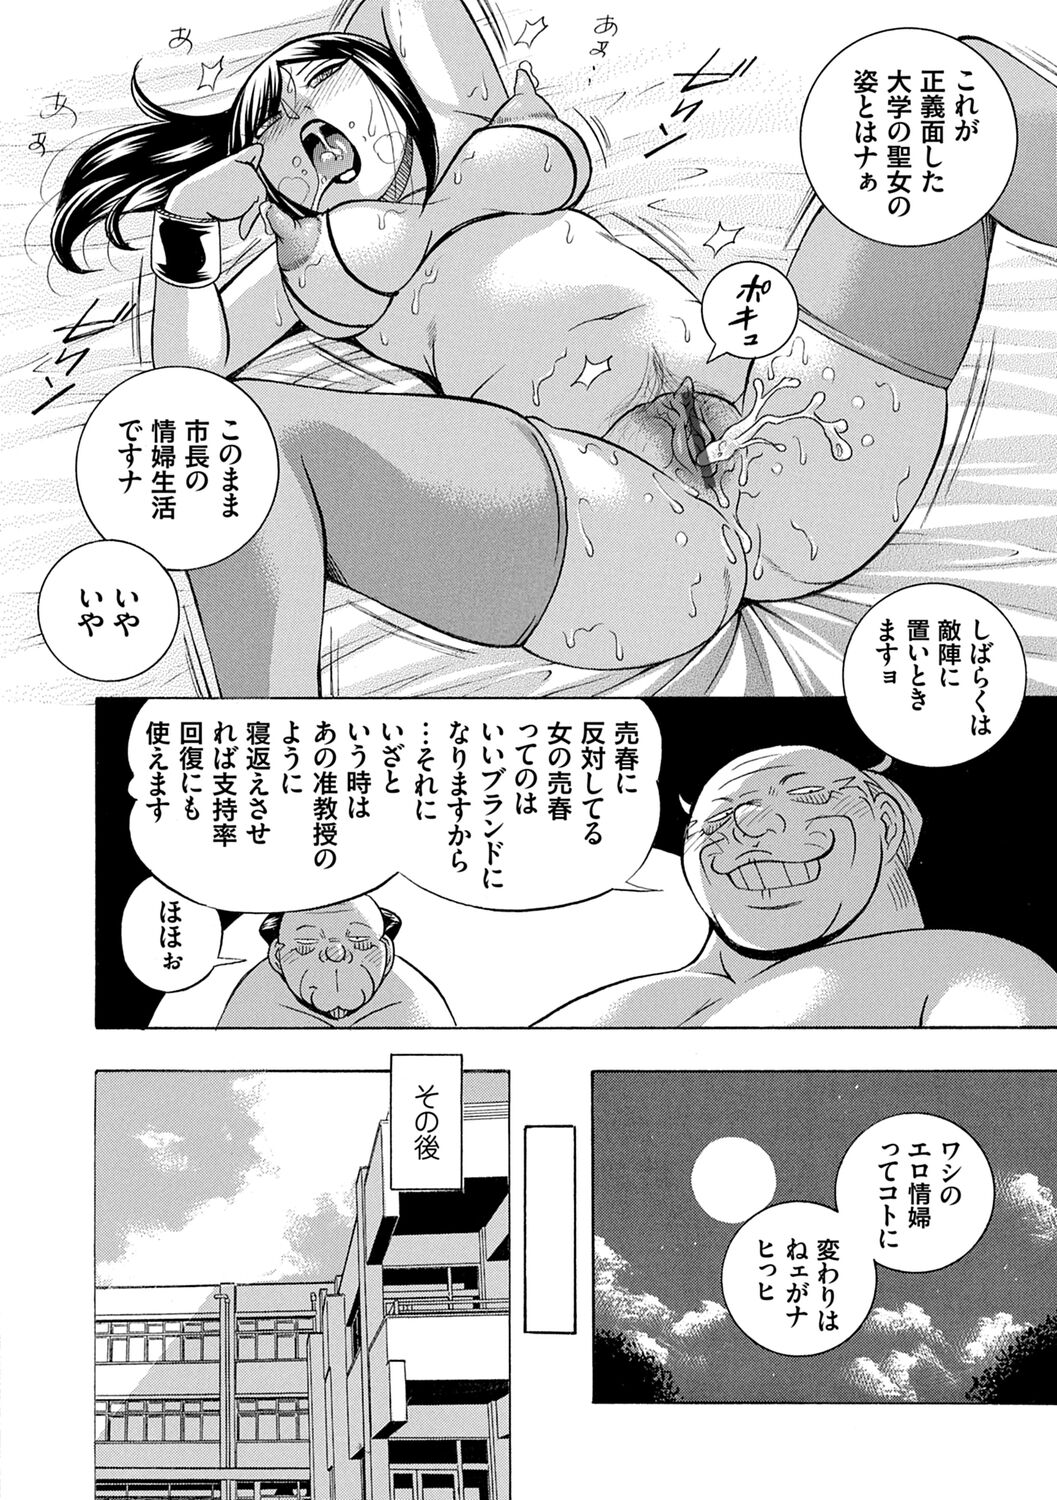 これが
正義面した
大学の聖女の
姿とはナぁ
あ
あぁ…
あ
あぁ
ビクン
ビクン
ポキュ
このまま
市長の
情婦生活
ですナ
いや
いや
しばらくは
敵陣に
置いとき
ますョ
売春に
反対してる
女の売春
ってのは
いいブランドに
なりますから
…それに
いざと
いう時は
あの准教授の
ように
寝返えさせ
れば支持率
回復にも
使えます
ほほぉ
ワシの
エロ情婦
ってコトに
変わりは
ねェがナ
ヒっヒ
その後